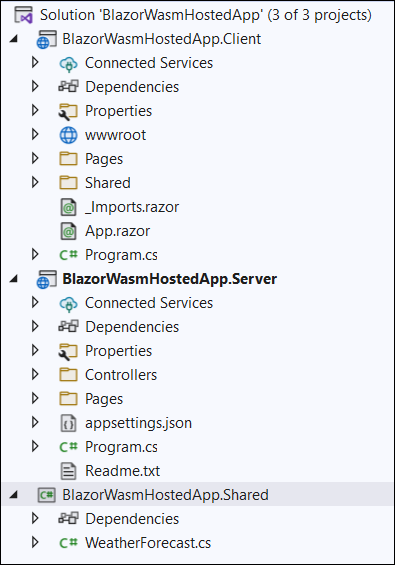 Solution 'BlazorWasmHostedApp' (3 of 3 projects)
BlazorWasmHostedApp.Client
Connected Services
Dependencies
Properties
wwwroot
Pages
Shared
_Imports.razor
App.razor
C# Program.cs
BlazorWasmHostedApp.Server
Connected Services
Dependencies
Properties
Controllers
Pages
appsettings.json
C# Program.cs
Readme.txt
C# BlazorWasmHostedApp.Shared
Dependencies
C# WeatherForecast.cs